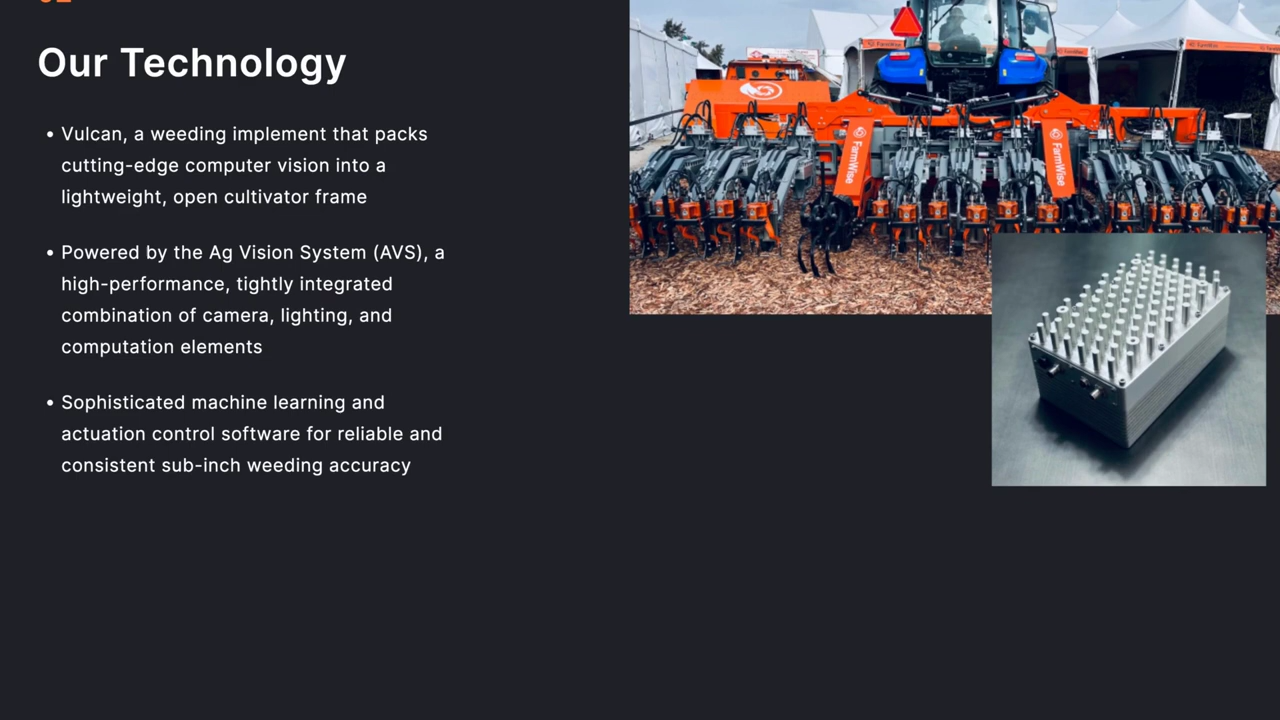 Our Technology
• Vulcan, a weeding implement that packs
cutting-edge computer vision into a
lightweight, open cultivator frame
• Powered by the Ag Vision System (AVS), a
high-performance, tightly integrated
combination of camera, lighting, and
computation elements
• Sophisticated machine learning and
actuation control software for reliable and
consistent sub-inch weeding accuracy
FarmWise
FarmWise
FarmWise
FarmWise